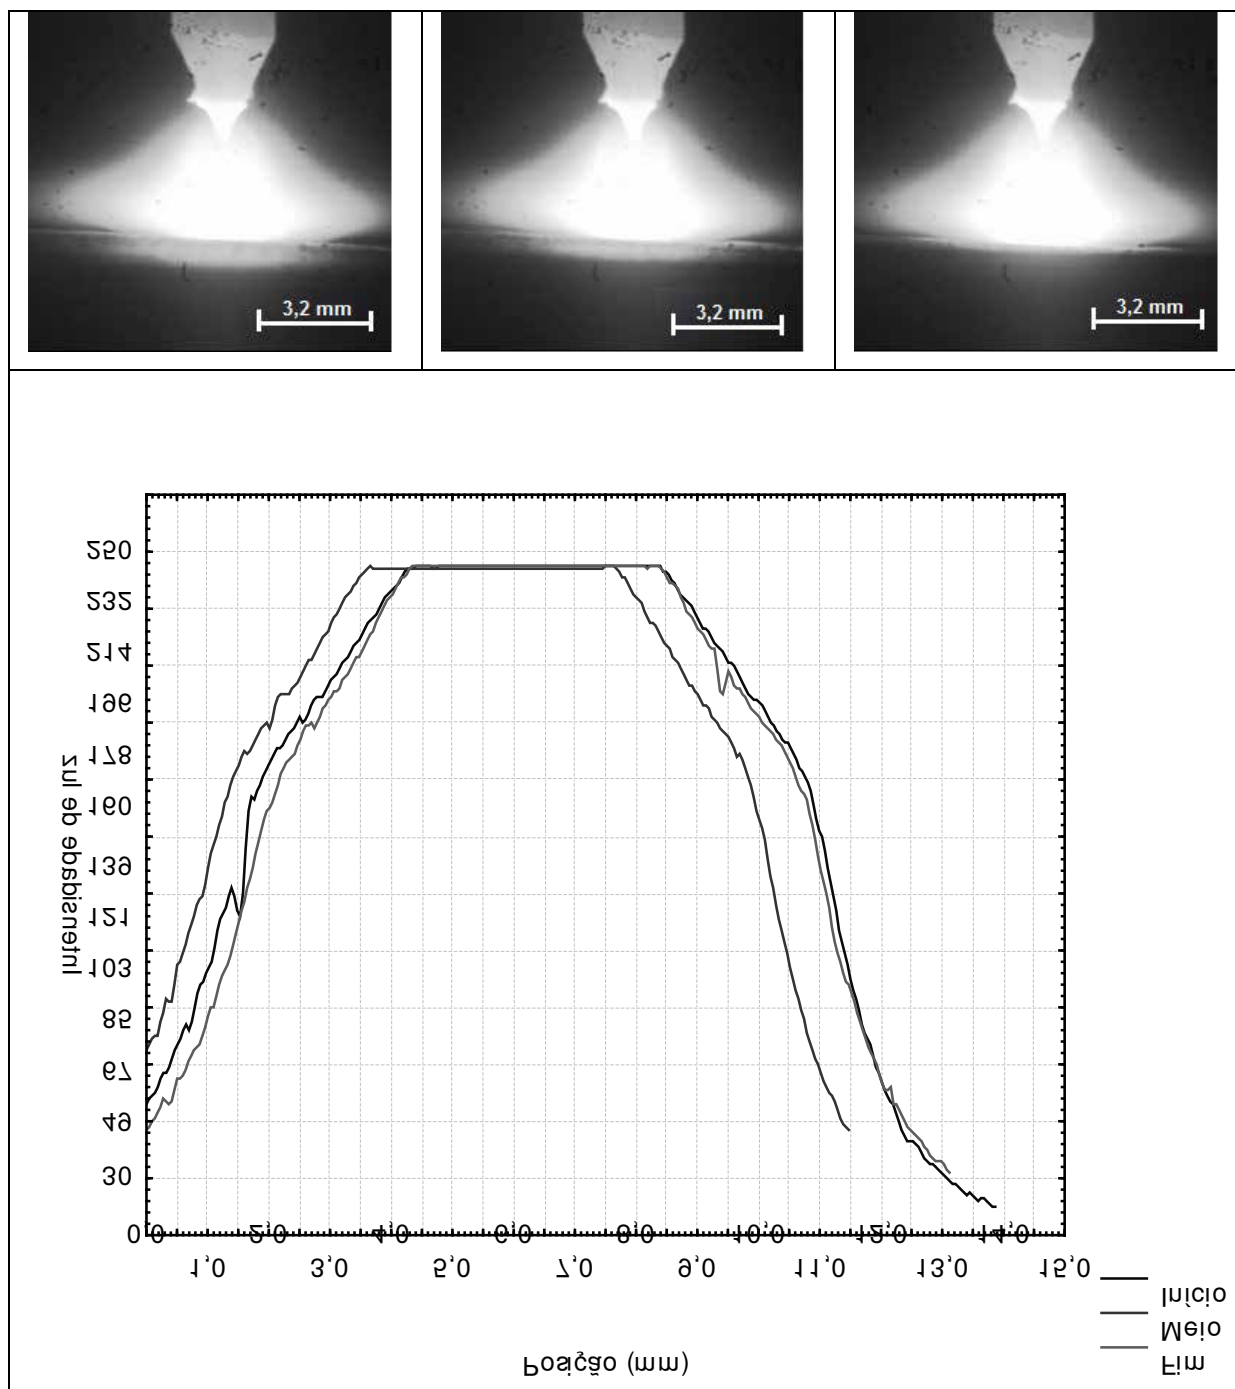 3,2 mm
3,2 mm
3,2 mm
250
232
214
196
178
160
139
121
103
85
67
49
30
Intensidade de luz
0,0 2,0 4,0 6,0 8,0 10,0 12,0 14,0
1,0 3,0 5,0 7,0 9,0 11,0 13,0 15,0
Início
Meio
Fim
Posição (mm)